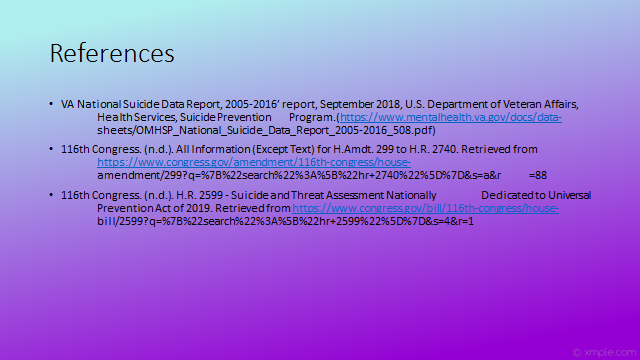 References
• VA National Suicide Data Report, 2005-2016’ report, September 2018, U.S. Department of Veteran Affairs,
Health Services, Suicide Prevention Program.(https://www.mentalhealth.va.gov/docs/data-
sheets/OMHSP_National_Suicide_Data_Report_2005-2016_508.pdf)
• 116th Congress. (n.d.). All Information (Except Text) for H.Amdt. 299 to H.R. 2740. Retrieved from
https://www.congress.gov/amendment/116th-congress/house-
amendment/299?q=%7B%22search%22%3A%5B%22hr+2740%22%5D%7D&s=a&r =88
• 116th Congress. (n.d.). H.R. 2599 - Suicide and Threat Assessment Nationally Dedicated to Universal
Prevention Act of 2019. Retrieved from https://www.congress.gov/bill/116th-congress/house-
bill/2599?q=%7B%22search%22%3A%5B%22hr+2599%22%5D%7D&s=4&r=1
© xmple.com